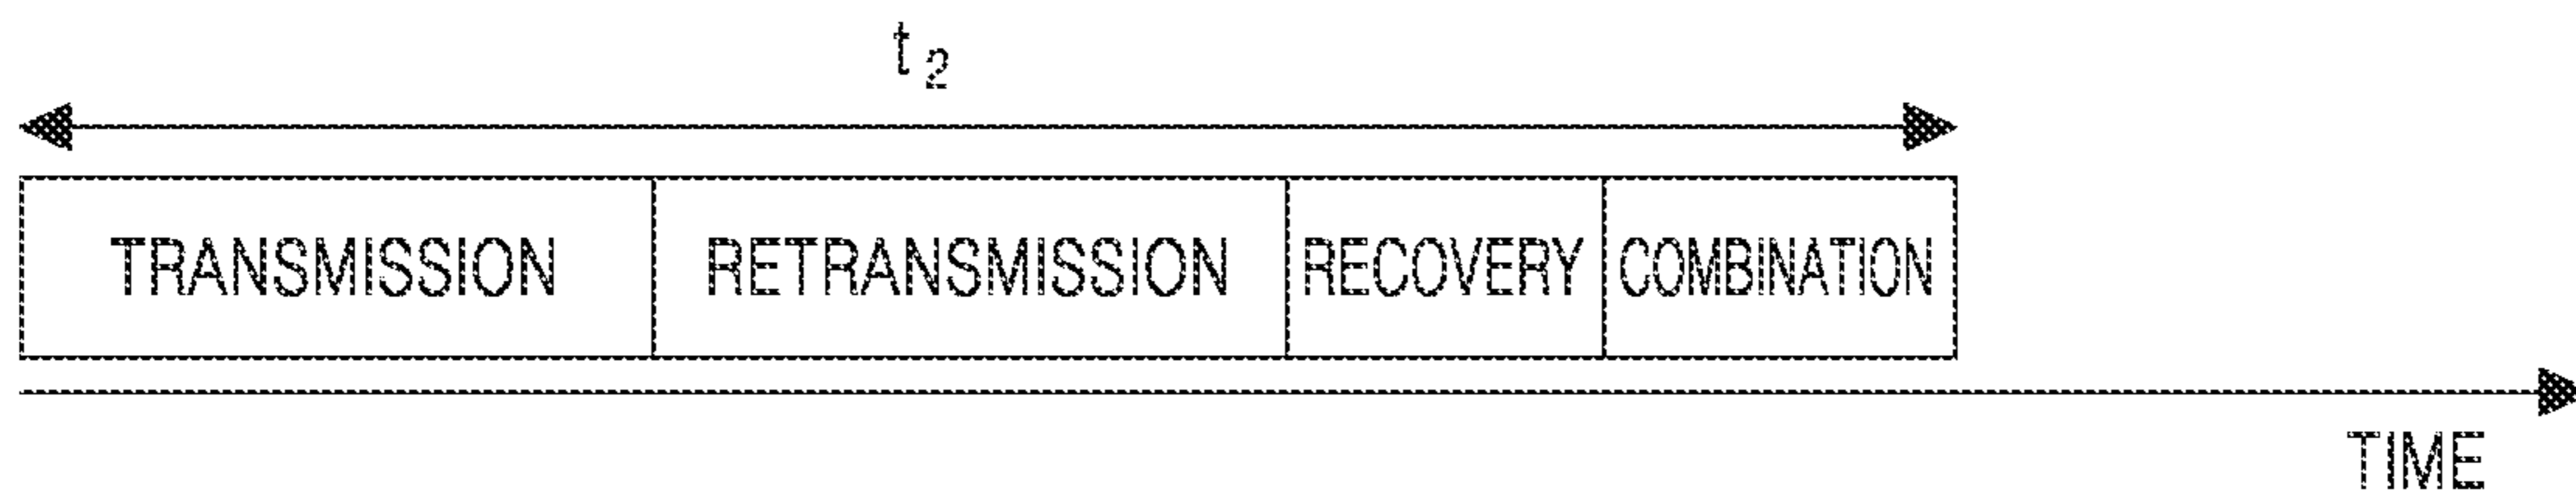 t2
TRANSMISSION RETRANSMISSION RECOVERY COMBINATION
TIME